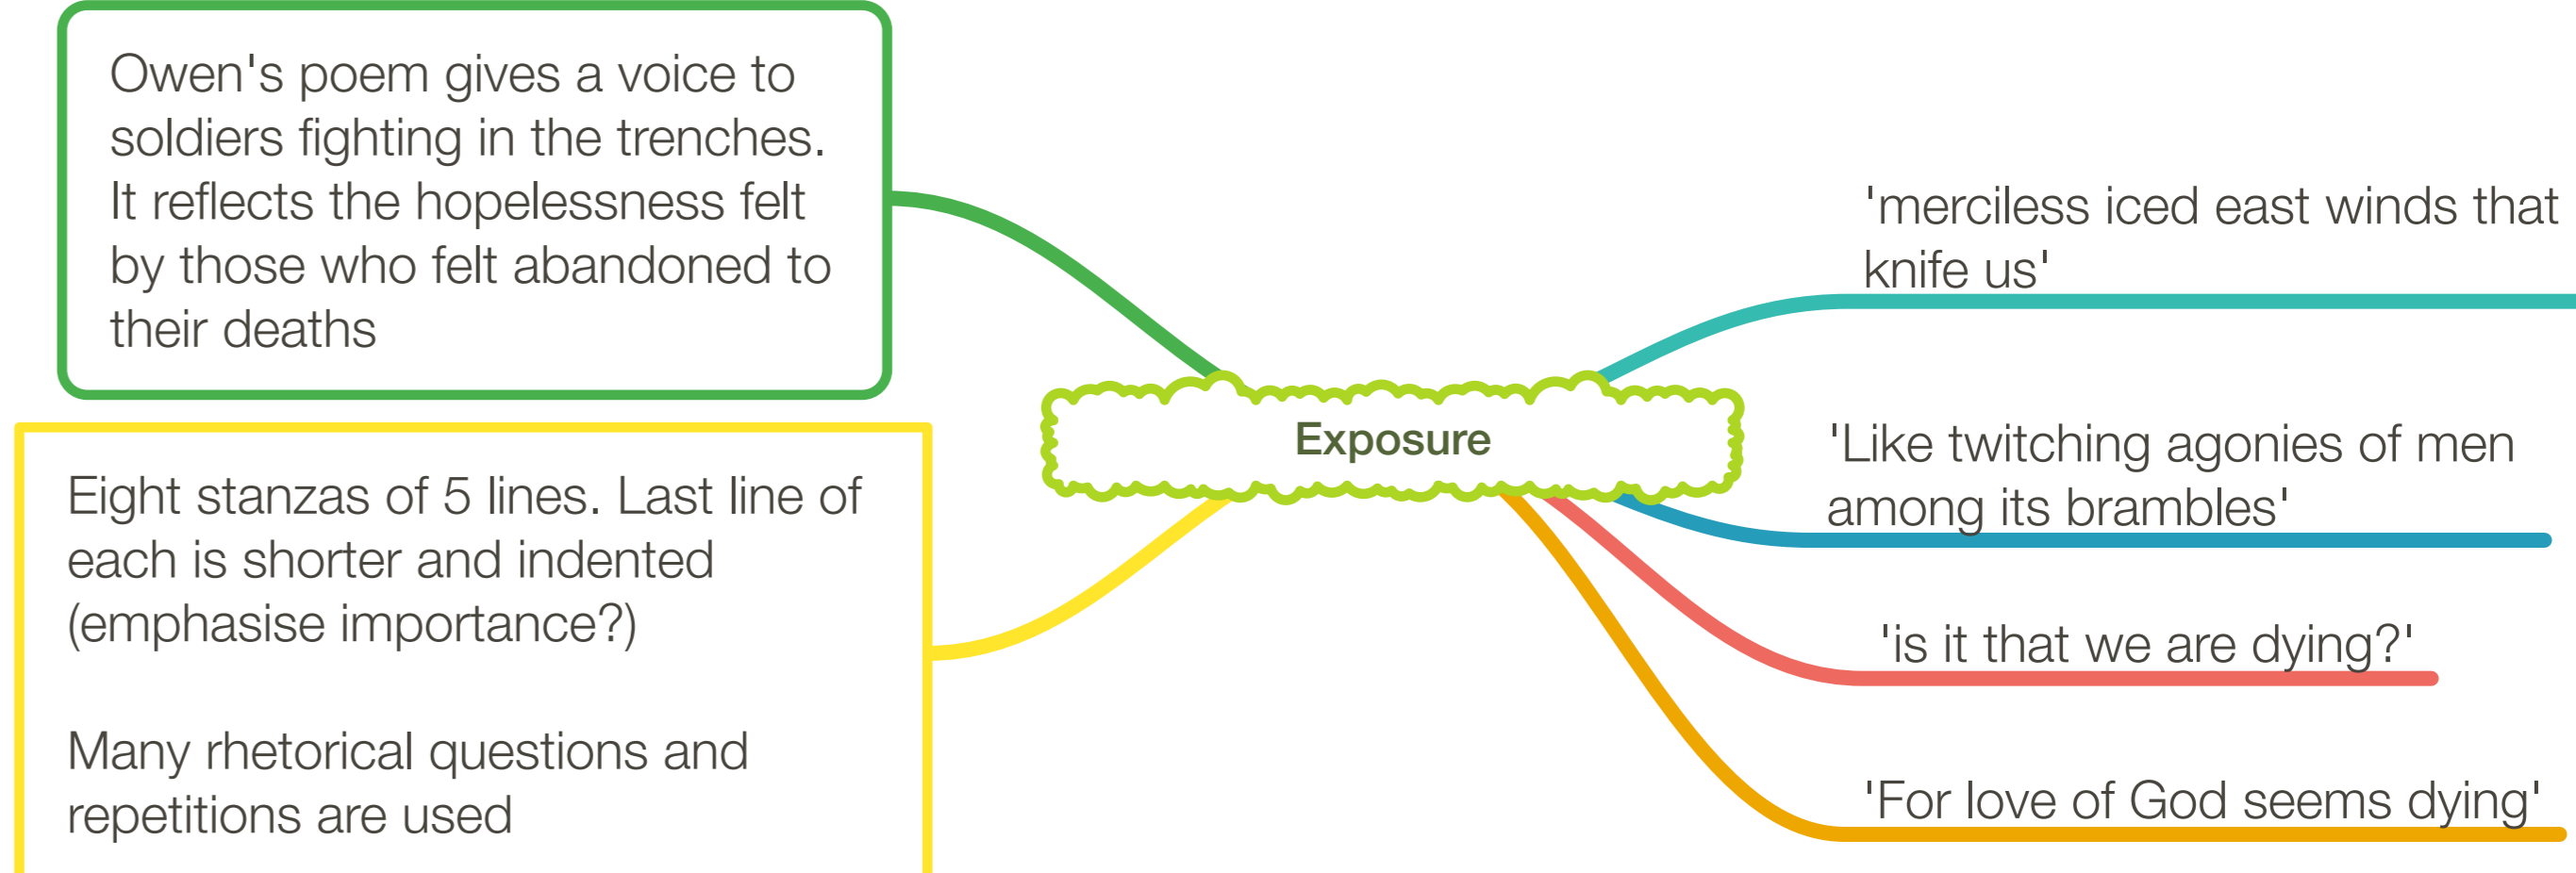 Owen's poem gives a voice to
soldiers fighting in the trenches.
It reflects the hopelessness felt
by those who felt abandoned to
their deaths
Eight stanzas of 5 lines. Last line of
each is shorter and indented
(emphasise importance?)
Many rhetorical questions and
repetitions are used
Exposure
'merciless iced east winds that
knife us'
'Like twitching agonies of men
among its brambles'
'is it that we are dying?'
'For love of God seems dying'